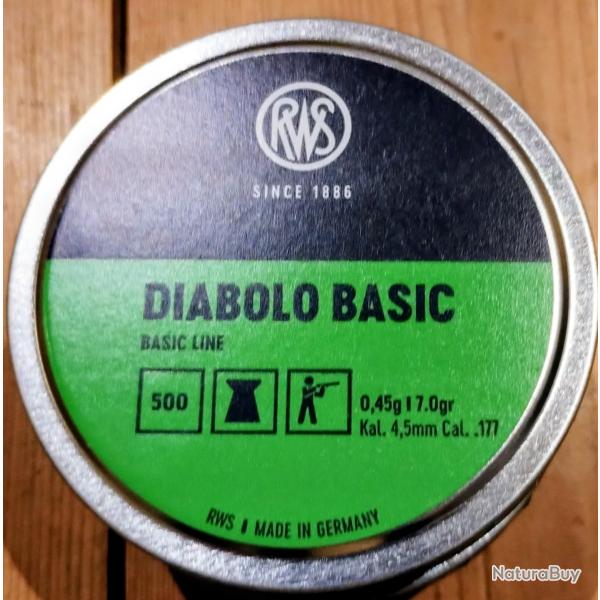 RWS
SINCE 1886
DIABOLO BASIC
BASIC LINE
500
0,45g | 7.0gr
Kal. 4,5mm Cal. .177
RWS | MADE IN GERMANY
NaturaBuy